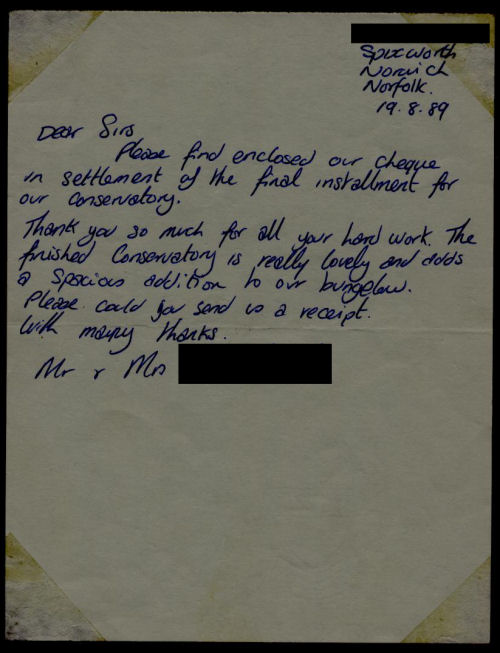 Spixworth
Norwich
Norfolk.
19.8.89
Dear Sirs
Please find enclosed our cheque
in settlement of the final installment for
our conservatory.
Thank you so much for all your hard work. The
finished Conservatory is really lovely and adds
a spacious addition to our bungalow.
Please could you send us a receipt.
With many thanks.
Mr & Mrs